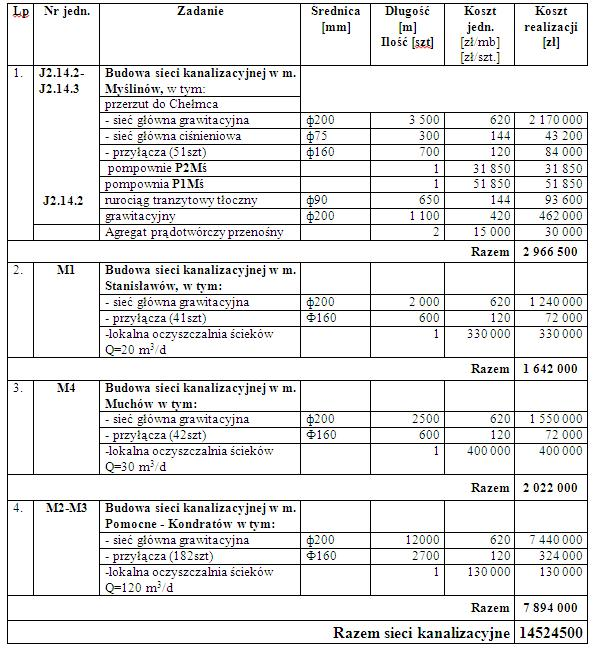 Lp Nr jedn. Zadanie Srednica Długość Koszt Koszt
[mm] [m] jedn. realizacji
Ilość [szt] [zł/mb] [zł]
[zł/szt.]
1. J2.14.2- Budowa sieci kanalizacyjnej w m.
J2.14.3 Myślinów, w tym:
przerzut do Chełmca
- sieć główna grawitacyjna ф200 3 500 620 2 170 000
- sieć główna ciśnieniowa ф75 300 144 43 200
- przyłącza (51szt) ф160 700 120 84 000
pompownie P2Mś 1 31 850 31 850
pompownia P1Mś 1 51 850 51 850
J2.14.2 rurociąg tranzytowy tłoczny ф90 650 144 93 600
grawitacyjny ф200 1 100 420 462 000
Agregat prądotwórczy przenośny 2 15 000 30 000
Razem 2 966 500
2. M1 Budowa sieci kanalizacyjnej w m.
Stanisławów, w tym:
- sieć główna grawitacyjna ф200 2 000 620 1 240 000
- przyłącza (41szt) Ф160 600 120 72 000
-lokalna oczyszczalnia ścieków 1 330 000 330 000
Q=20 m³/d
Razem 1 642 000
3. M4 Budowa sieci kanalizacyjnej w m.
Muchów w tym:
- sieć główna grawitacyjna ф200 2500 620 1 550 000
- przyłącza (42szt) Ф160 600 120 72 000
-lokalna oczyszczalnia ścieków 1 400 000 400 000
Q=30 m³/d
Razem 2 022 000
4. M2-M3 Budowa sieci kanalizacyjnej w m.
Pomocne - Kondratów w tym:
- sieć główna grawitacyjna ф200 12000 620 7 440 000
- przyłącza (182szt) Ф160 2700 120 324 000
-lokalna oczyszczalnia ścieków 1 130 000 130 000
Q=120 m³/d
Razem 7 894 000
Razem sieci kanalizacyjne 14524500